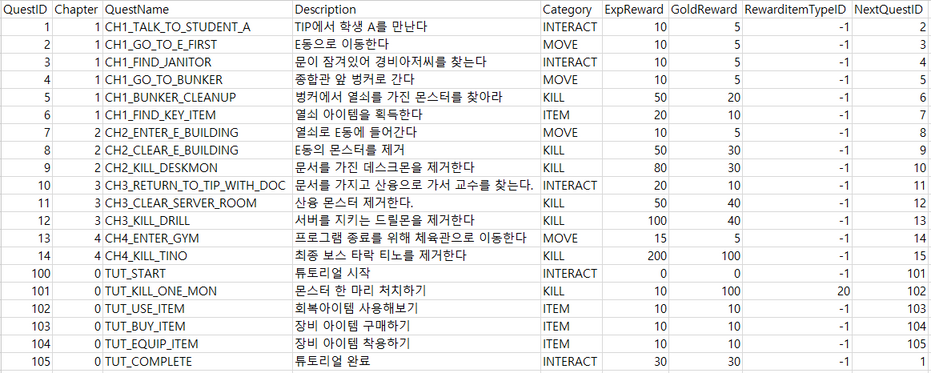 QuestID Chapter QuestName Description Category ExpReward GoldReward RewarditemTypeID NextQuestID
1 1 CH1_TALK_TO_STUDENT_A TIP에서 학생 A를 만난다 INTERACT 10 5 -1 2
2 1 CH1_GO_TO_E_FIRST E동으로 이동한다 MOVE 10 5 -1 3
3 1 CH1_FIND_JANITOR 문이 잠겨있어 경비아저씨를 찾는다 INTERACT 10 5 -1 4
4 1 CH1_GO_TO_BUNKER 종합관 앞 벙커로 간다 MOVE 10 5 -1 5
5 1 CH1_BUNKER_CLEANUP 벙커에서 열쇠를 가진 몬스터를 찾아라 KILL 50 20 -1 6
6 1 CH1_FIND_KEY_ITEM 열쇠 아이템을 획득한다 ITEM 20 10 -1 7
7 2 CH2_ENTER_E_BUILDING 열쇠로 E동에 들어간다 MOVE 10 5 -1 8
8 2 CH2_CLEAR_E_BUILDING E동의 몬스터를 제거 KILL 50 30 -1 9
9 2 CH2_KILL_DESKMON 문서를 가진 데스크몬을 제거한다 KILL 80 30 -1 10
10 3 CH3_RETURN_TO_TIP_WITH_DOC 문서를 가지고 산융으로 가서 교수를 찾는다. INTERACT 20 10 -1 11
11 3 CH3_CLEAR_SERVER_ROOM 산융 몬스터 제거한다. KILL 50 40 -1 12
12 3 CH3_KILL_DRILL 서버를 지키는 드릴몬을 제거한다 KILL 100 40 -1 13
13 4 CH4_ENTER_GYM 프로그램 종료를 위해 체육관으로 이동한다 MOVE 15 5 -1 14
14 4 CH4_KILL_TINO 최종 보스 타락 티노를 제거한다 KILL 200 100 -1 15
100 0 TUT_START 튜토리얼 시작 INTERACT 0 0 -1 101
101 0 TUT_KILL_ONE_MON 몬스터 한 마리 처치하기 KILL 10 100 20 102
102 0 TUT_USE_ITEM 회복아이템 사용해보기 ITEM 10 10 -1 103
103 0 TUT_BUY_ITEM 장비 아이템 구매하기 ITEM 10 10 -1 104
104 0 TUT_EQUIP_ITEM 장비 아이템 착용하기 ITEM 10 10 -1 105
105 0 TUT_COMPLETE 튜토리얼 완료 INTERACT 30 30 -1 1